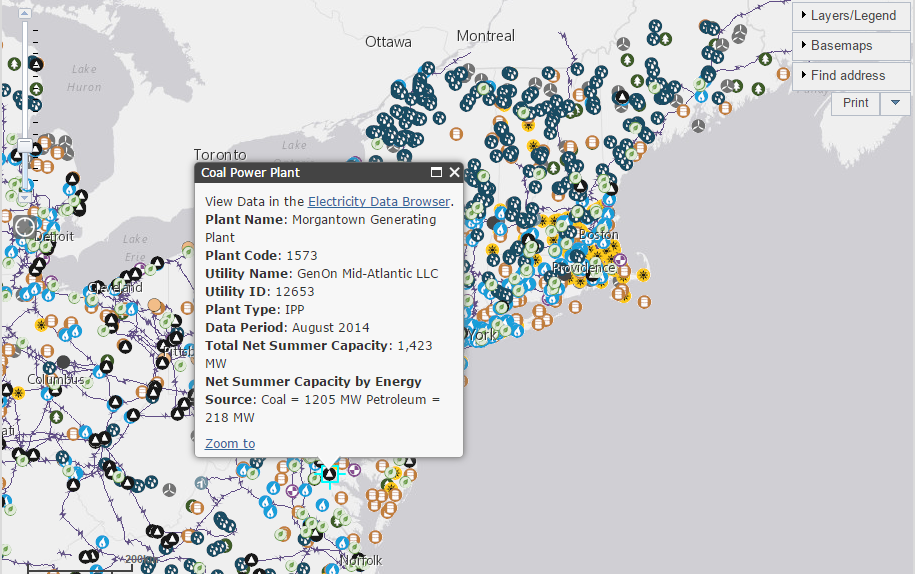 Layers/Legend
Basemaps
Find address
Print
Ottawa
Montreal
Lake
Huron
Toronto
Lake
Coal Power Plant
View Data in the Electricity Data Browser.
Plant Name: Morgantown Generating
Plant
Plant Code: 1573
Utility Name: GenOn Mid-Atlantic LLC
Utility ID: 12653
Plant Type: IPP
Data Period: August 2014
Total Net Summer Capacity: 1,423
MW
Net Summer Capacity by Energy
Source: Coal = 1205 MW Petroleum =
218 MW
Zoom to
Detroit
Lake
Erie
Boston
Providence
Cleveland
York
Columbus
Norfolk